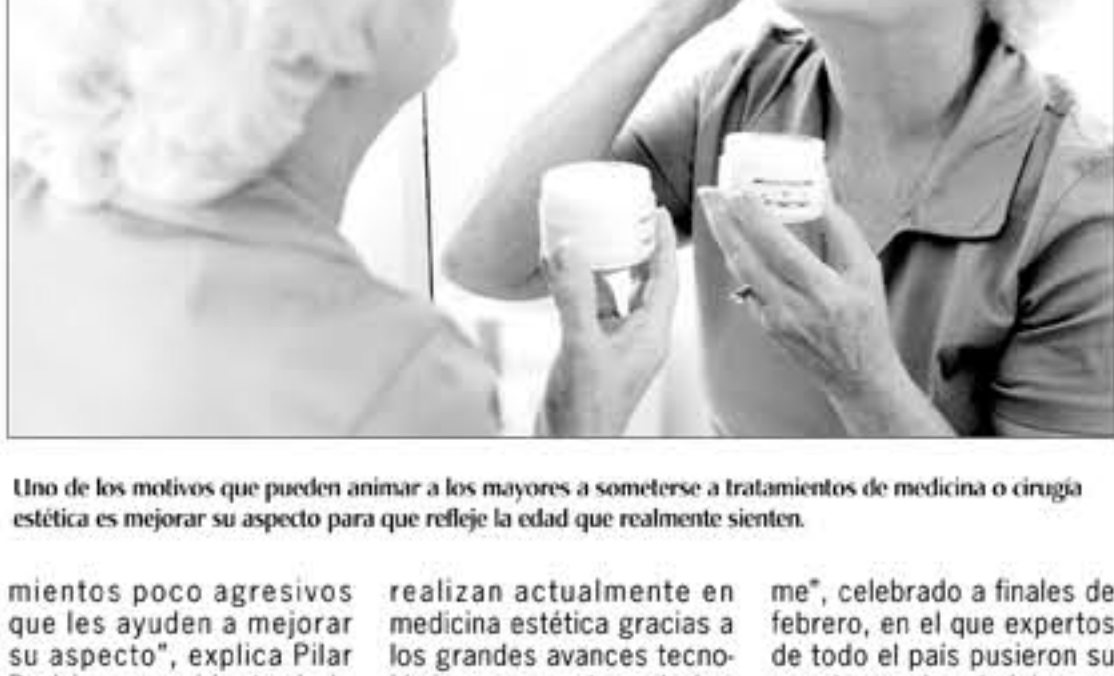 Uno de los motivos que pueden animar a los mayores a someterse a tratamientos de medicina o cirugía
estética es mejorar su aspecto para que refleje la edad que realmente sienten.
mientos poco agresivos
que les ayuden a mejorar
su aspecto", explica Pilar
realizan actualmente en
medicina estética gracias a
los grandes avances tecno-
me", celebrado a finales de
febrero, en el que expertos
de todo el país pusieron su